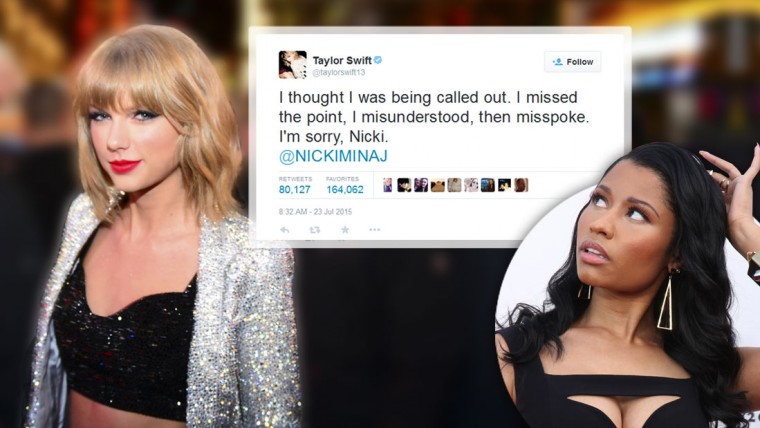 Taylor Swift
@taylorswift13
Follow
I thought I was being called out. I missed
the point, I misunderstood, then misspoke.
I'm sorry, Nicki.
@NICKIMINAJ
RETWEETS FAVORITES
80,127 164,062
8:32 AM - 23 Jul 2015